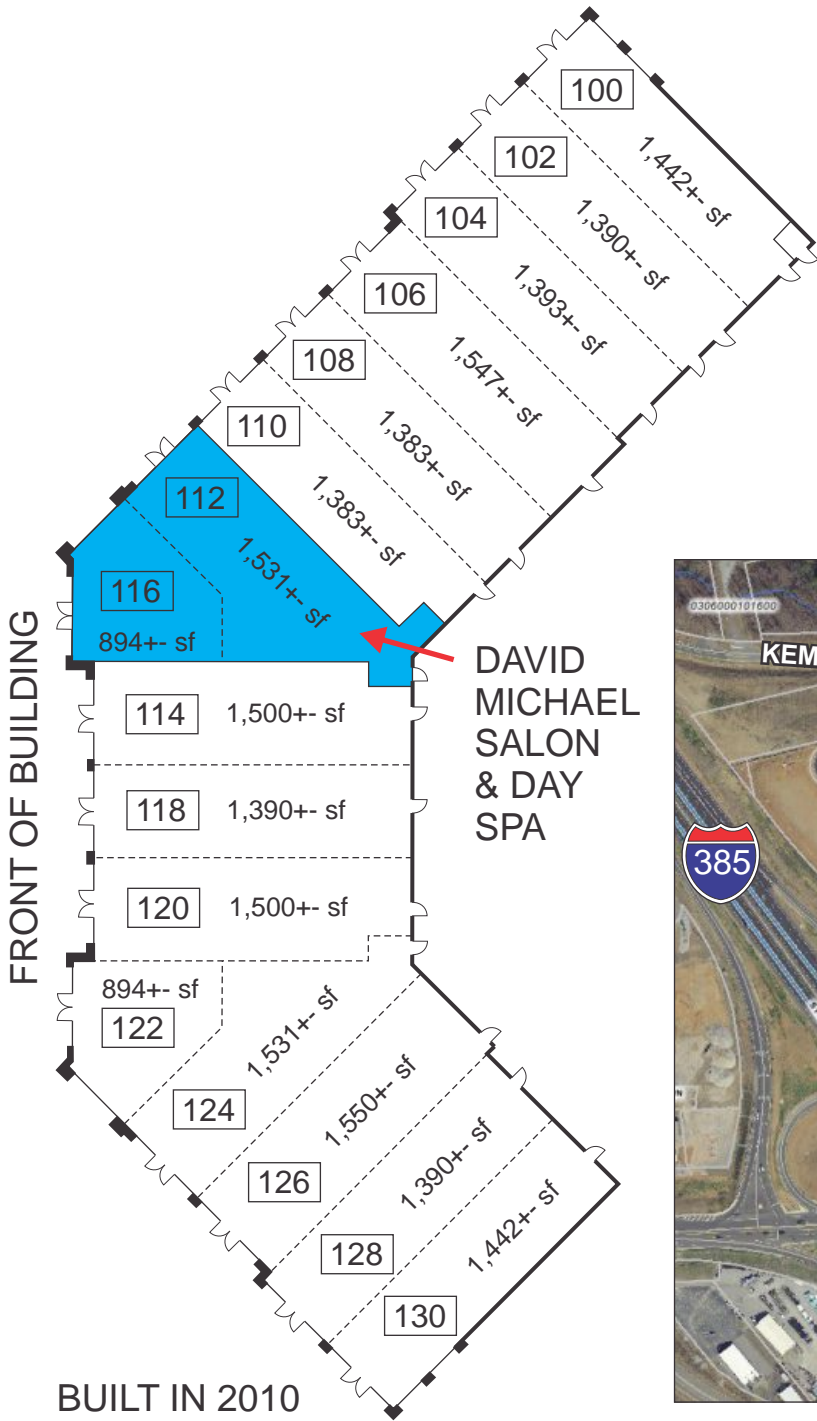 100
1,442+- sf
102
1,390+- sf
104
1,393+- sf
106
1,547+- sf
108
1,383+- sf
110
1,383+- sf
112
1,531+- sf
116
894+- sf
DAVID
MICHAEL
SALON
& DAY
SPA
114 1,500+- sf
118 1,390+- sf
120 1,500+- sf
FRONT OF BUILDING
894+- sf
122
1,531+- sf
124
1,550+- sf
126
1,390+- sf
128
1,442+- sf
130
BUILT IN 2010
0306000101600
KEM
385